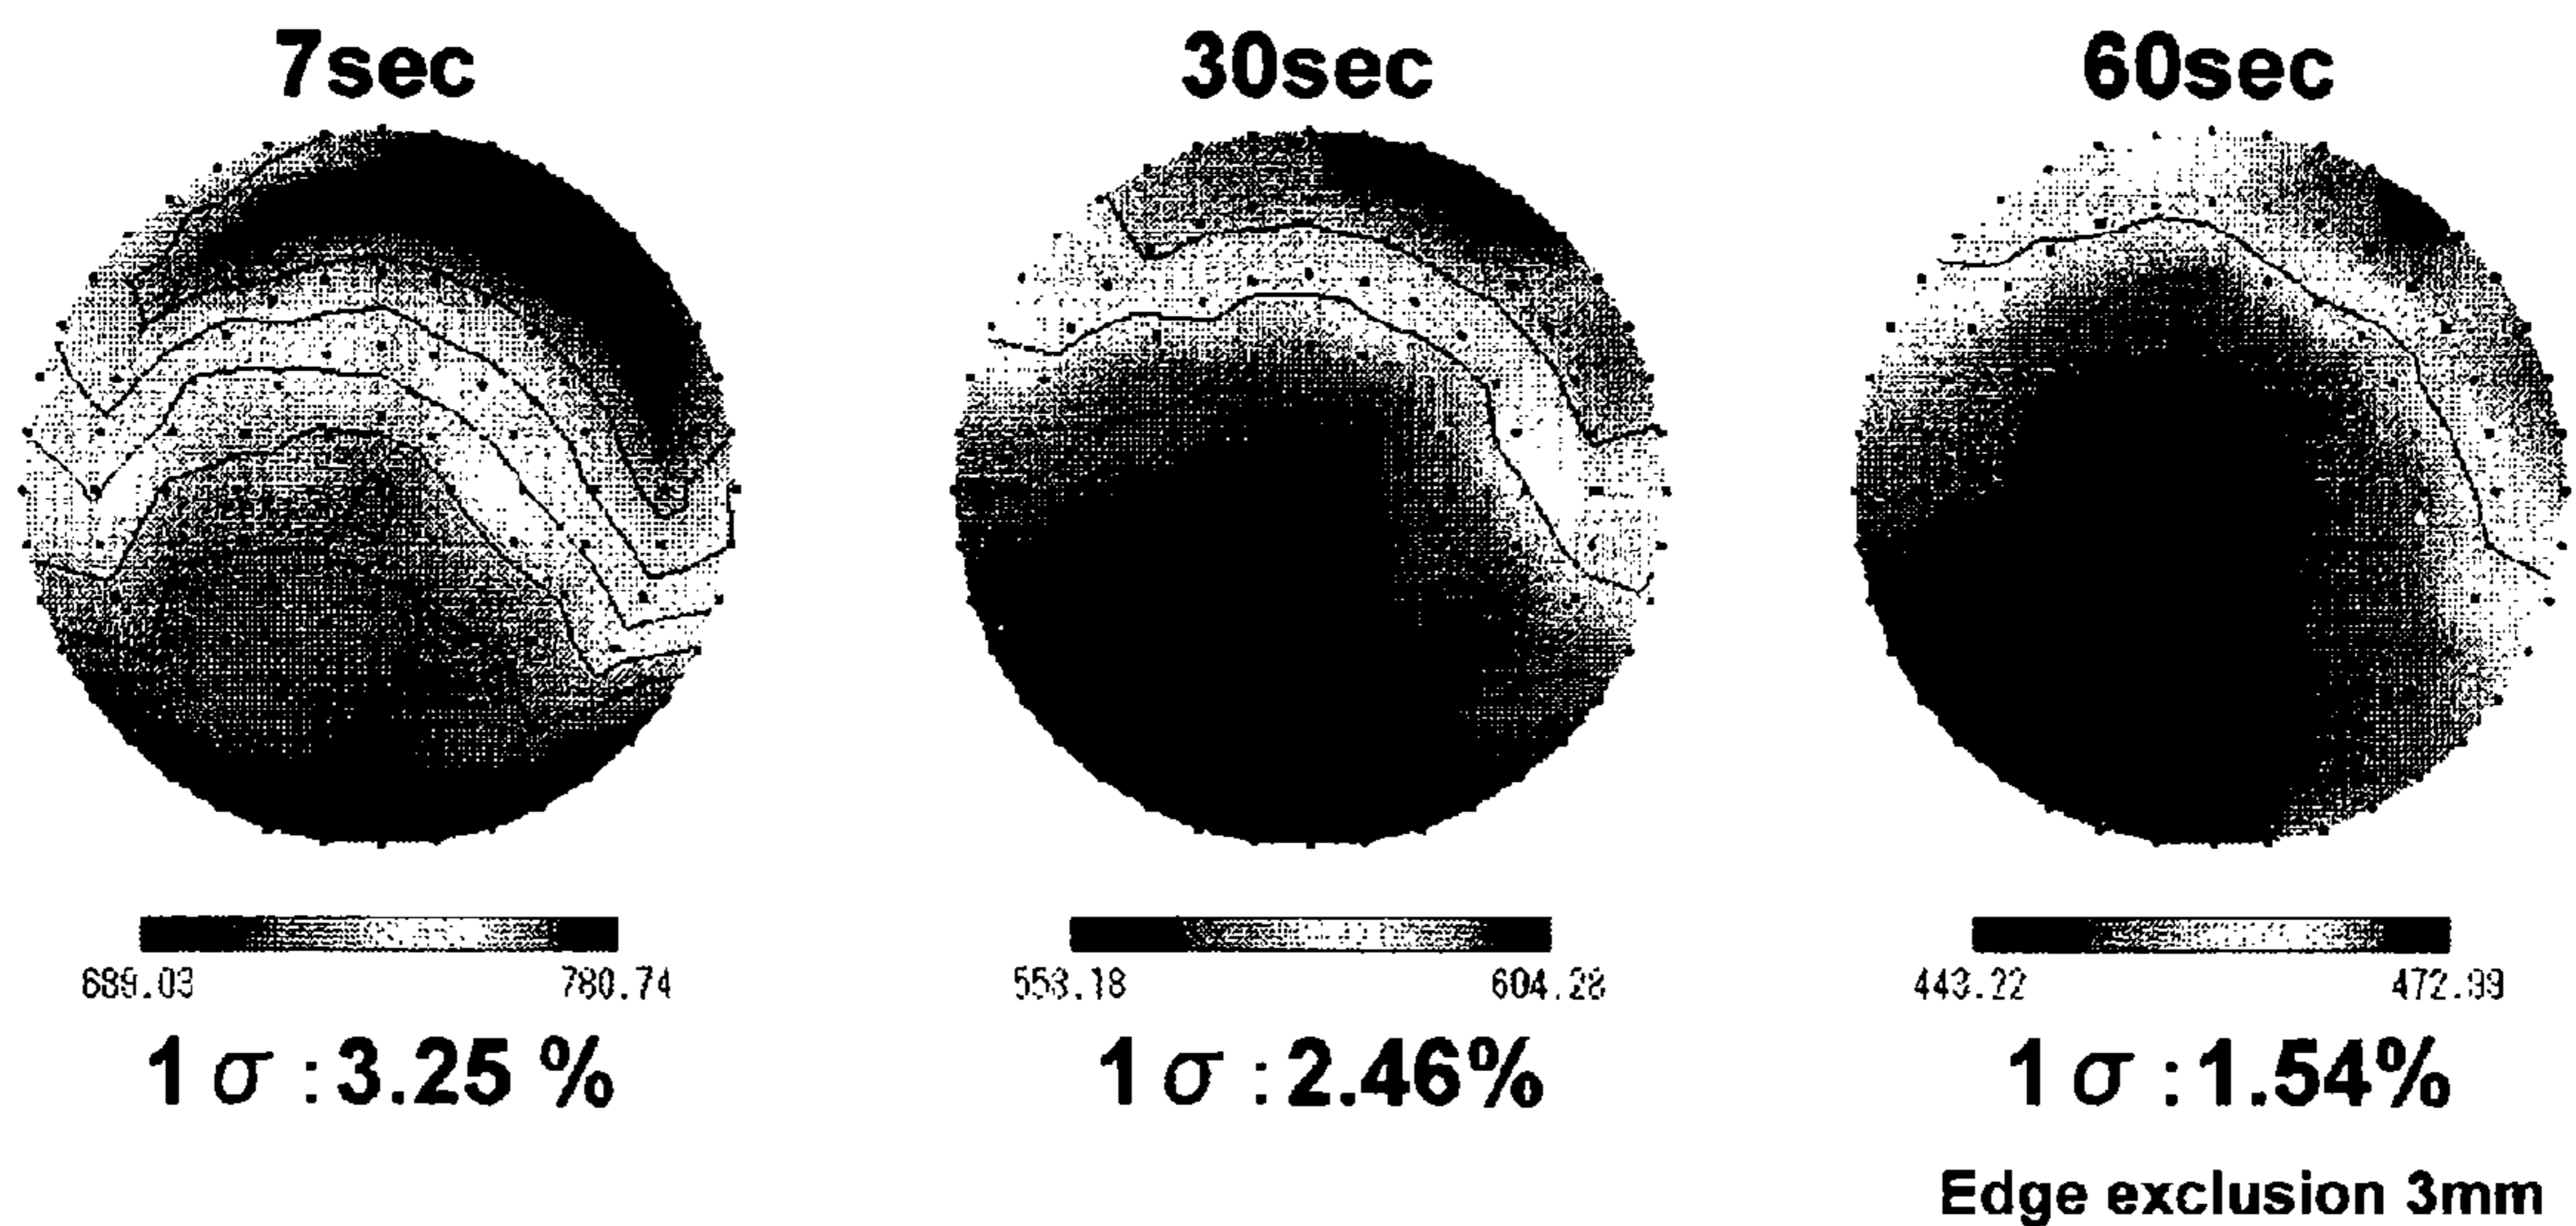 7sec
30sec
60sec
689.03 780.74
553.18 604.28
443.22 472.99
1σ:3.25 %
1σ:2.46%
1σ:1.54%
Edge exclusion 3mm